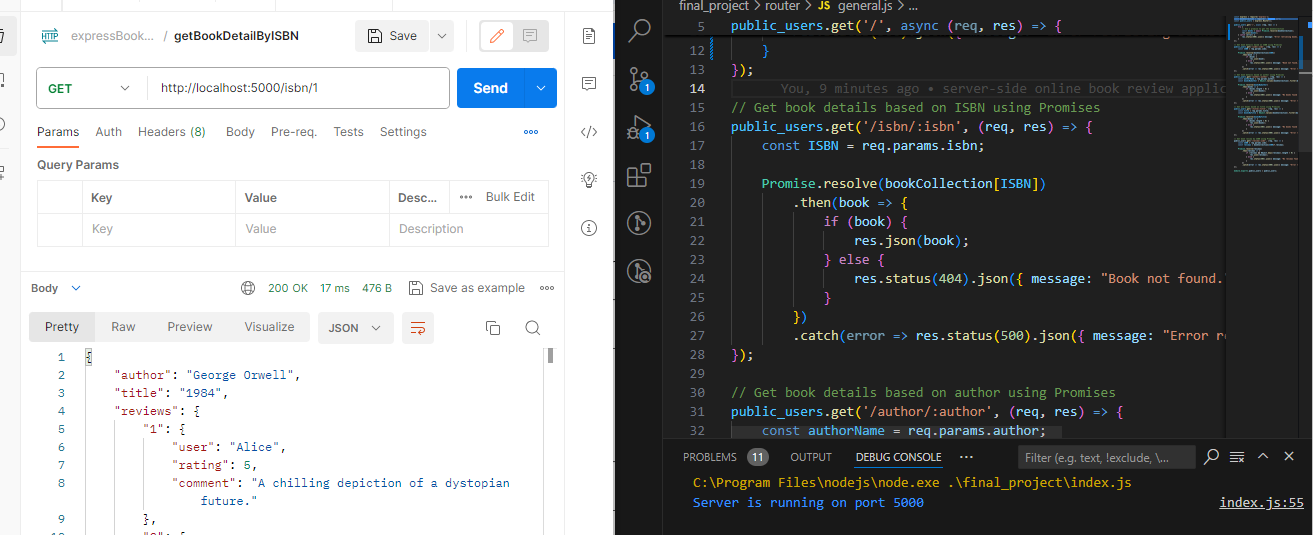 HTTP expressBook... / getBookDetailByISBN
Save
GET http://localhost:5000/isbn/1 Send
Params Auth Headers (8) Body Pre-req. Tests Settings
Query Params
Key Value Desc... Bulk Edit
Key Value Description
Body 200 OK 17 ms 476 B Save as example
Pretty Raw Preview Visualize JSON
1 {
2 "author": "George Orwell",
3 "title": "1984",
4 "reviews": {
5 "1": {
6 "user": "Alice",
7 "rating": 5,
8 "comment": "A chilling depiction of a dystopian
future."
9 },
1
1
final_project > router > JS general.js > ...
5 public_users.get('/', async (req, res) => {
12 }
13 });
14 You, 9 minutes ago • server-side online book review applic
15 // Get book details based on ISBN using Promises
16 public_users.get('/isbn/:isbn', (req, res) => {
17 const ISBN = req.params.isbn;
18
19 Promise.resolve(bookCollection[ISBN])
20 .then(book => {
21 if (book) {
22 res.json(book);
23 } else {
24 res.status(404).json({ message: "Book not found.
25 }
26 })
27 .catch(error => res.status(500).json({ message: "Error r
28 });
29
30 // Get book details based on author using Promises
31 public_users.get('/author/:author', (req, res) => {
32 const authorName = req.params.author;
PROBLEMS 11 OUTPUT DEBUG CONSOLE ... Filter (e.g. text, !exclude, \...
C:\Program Files\nodejs\node.exe .\final_project\index.js
Server is running on port 5000 index.js:55